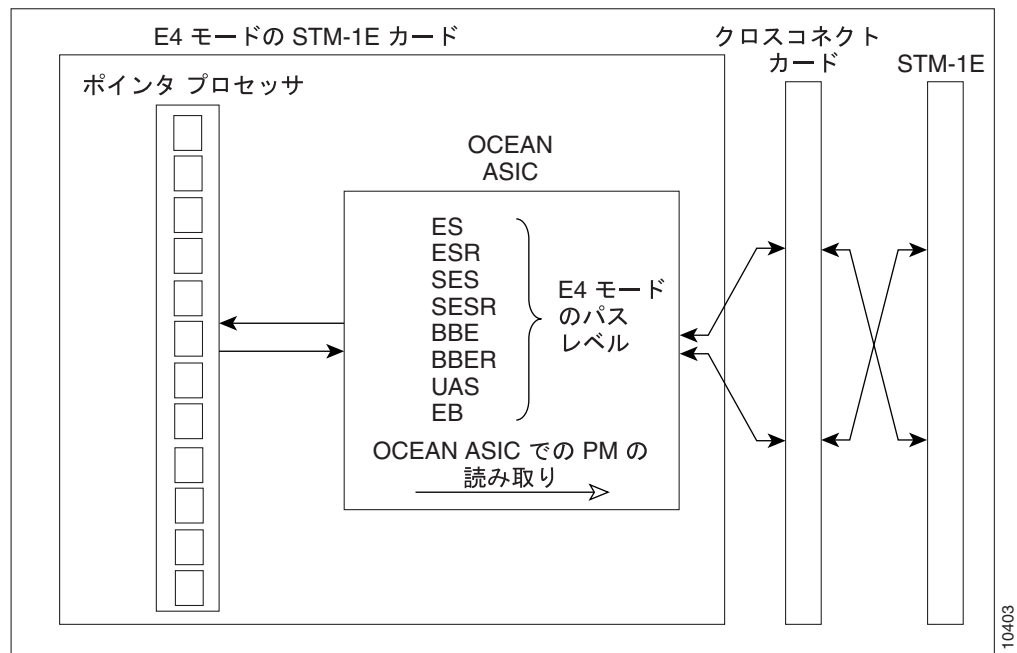 E4 モードの STM-1E カード
クロスコネクト
カード
STM-1E
ポインタ プロセッサ
OCEAN
ASIC
ES
ESR
SES
SESR
BBE
BBER
UAS
EB
E4 モード
のパス
レベル
OCEAN ASIC での PM の
読み取り
10403